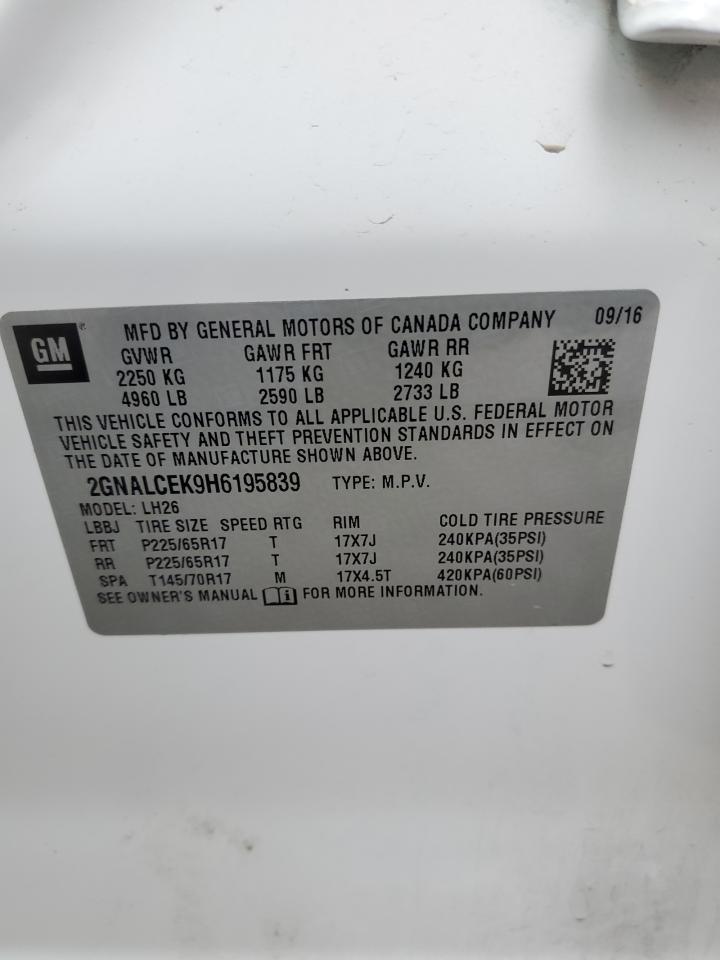 GM ® MFD BY GENERAL MOTORS OF CANADA COMPANY 09/16
GVWR GAWR FRT GAWR RR
2250 KG 1175 KG 1240 KG
4960 LB 2590 LB 2733 LB
THIS VEHICLE CONFORMS TO ALL APPLICABLE U.S. FEDERAL MOTOR
VEHICLE SAFETY AND THEFT PREVENTION STANDARDS IN EFFECT ON
THE DATE OF MANUFACTURE SHOWN ABOVE.
2GNALCEK9H6195839 TYPE: M.P.V.
MODEL: LH26
LBBJ TIRE SIZE SPEED RTG RIM COLD TIRE PRESSURE
FRT P225/65R17 T 17X7J 240KPA(35PSI)
RR P225/65R17 T 17X7J 240KPA(35PSI)
SPA T145/70R17 M 17X4.5T 420KPA(60PSI)
SEE OWNER'S MANUAL i FOR MORE INFORMATION.